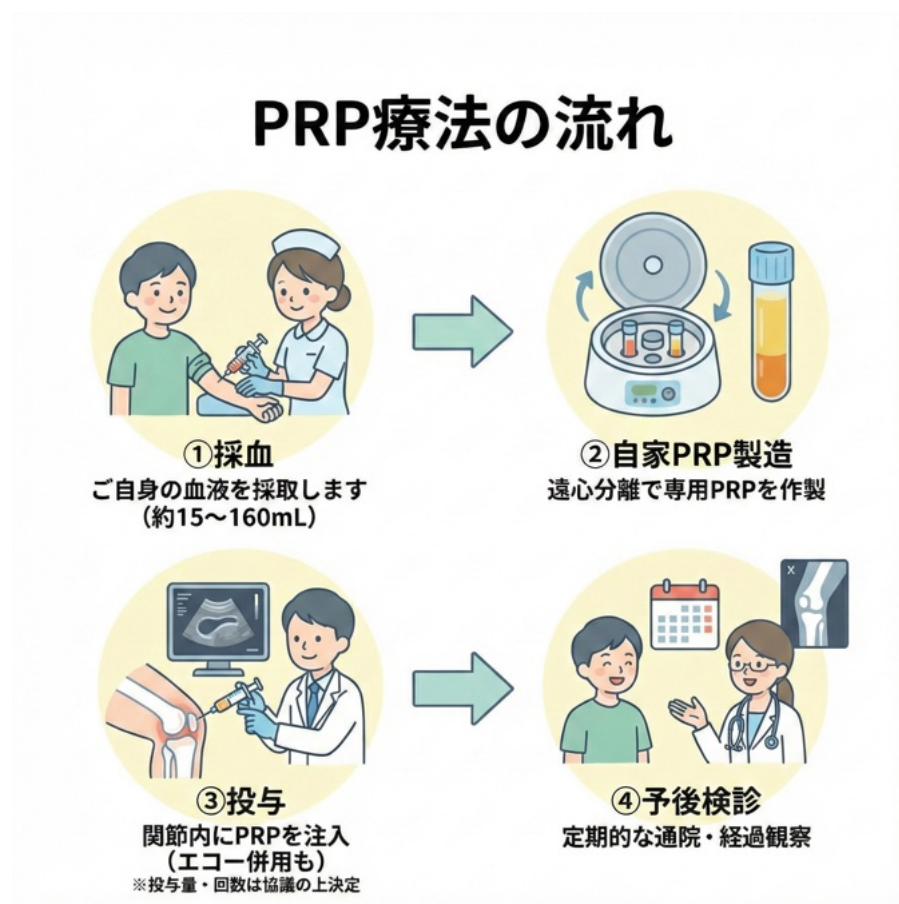 PRP療法の流れ
①採血
ご自身の血液を採取します
（約15～160mL）
②自家PRP製造
遠心分離で専用PRPを作製
X
③投与
関節内にPRPを注入
（エコー併用も）
※投与量・回数は協議の上決定
④予後検診
定期的な通院・経過観察